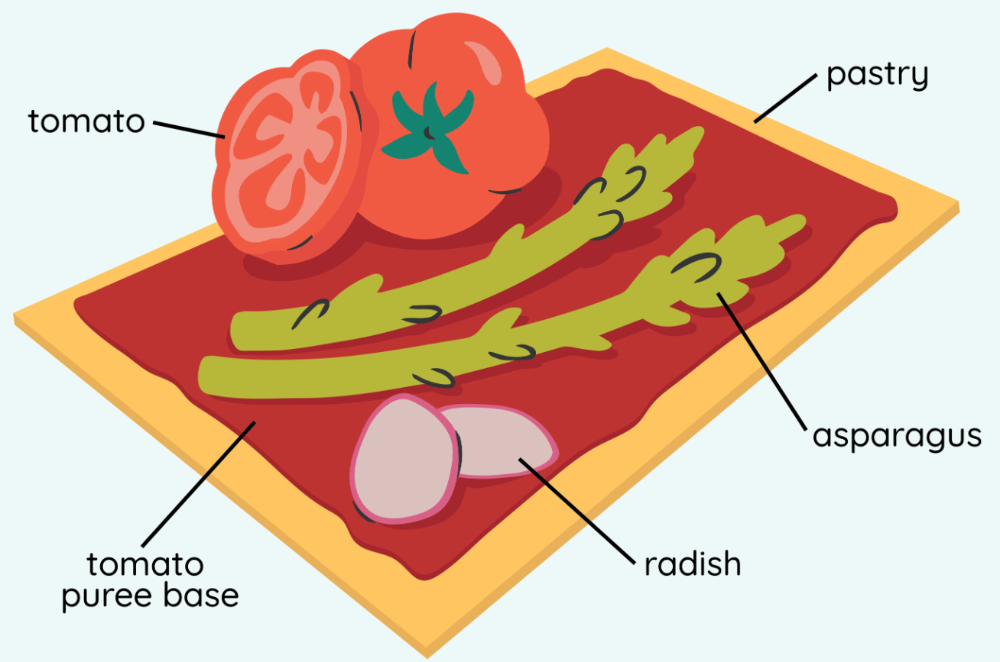 pastry
tomato
asparagus
tomato
puree base
radish